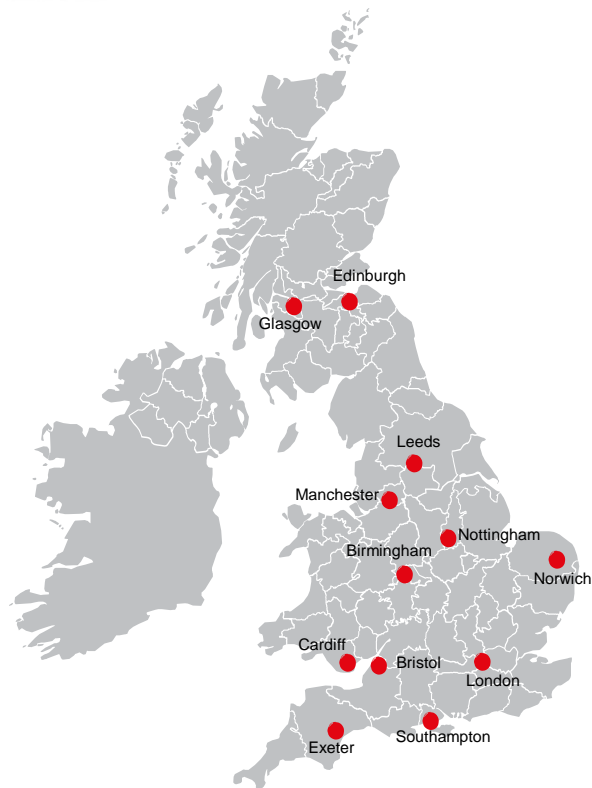 Edinburgh
Glasgow
Leeds
Manchester
Nottingham
Birmingham
Norwich
Cardiff
Bristol
London
Southampton
Exeter